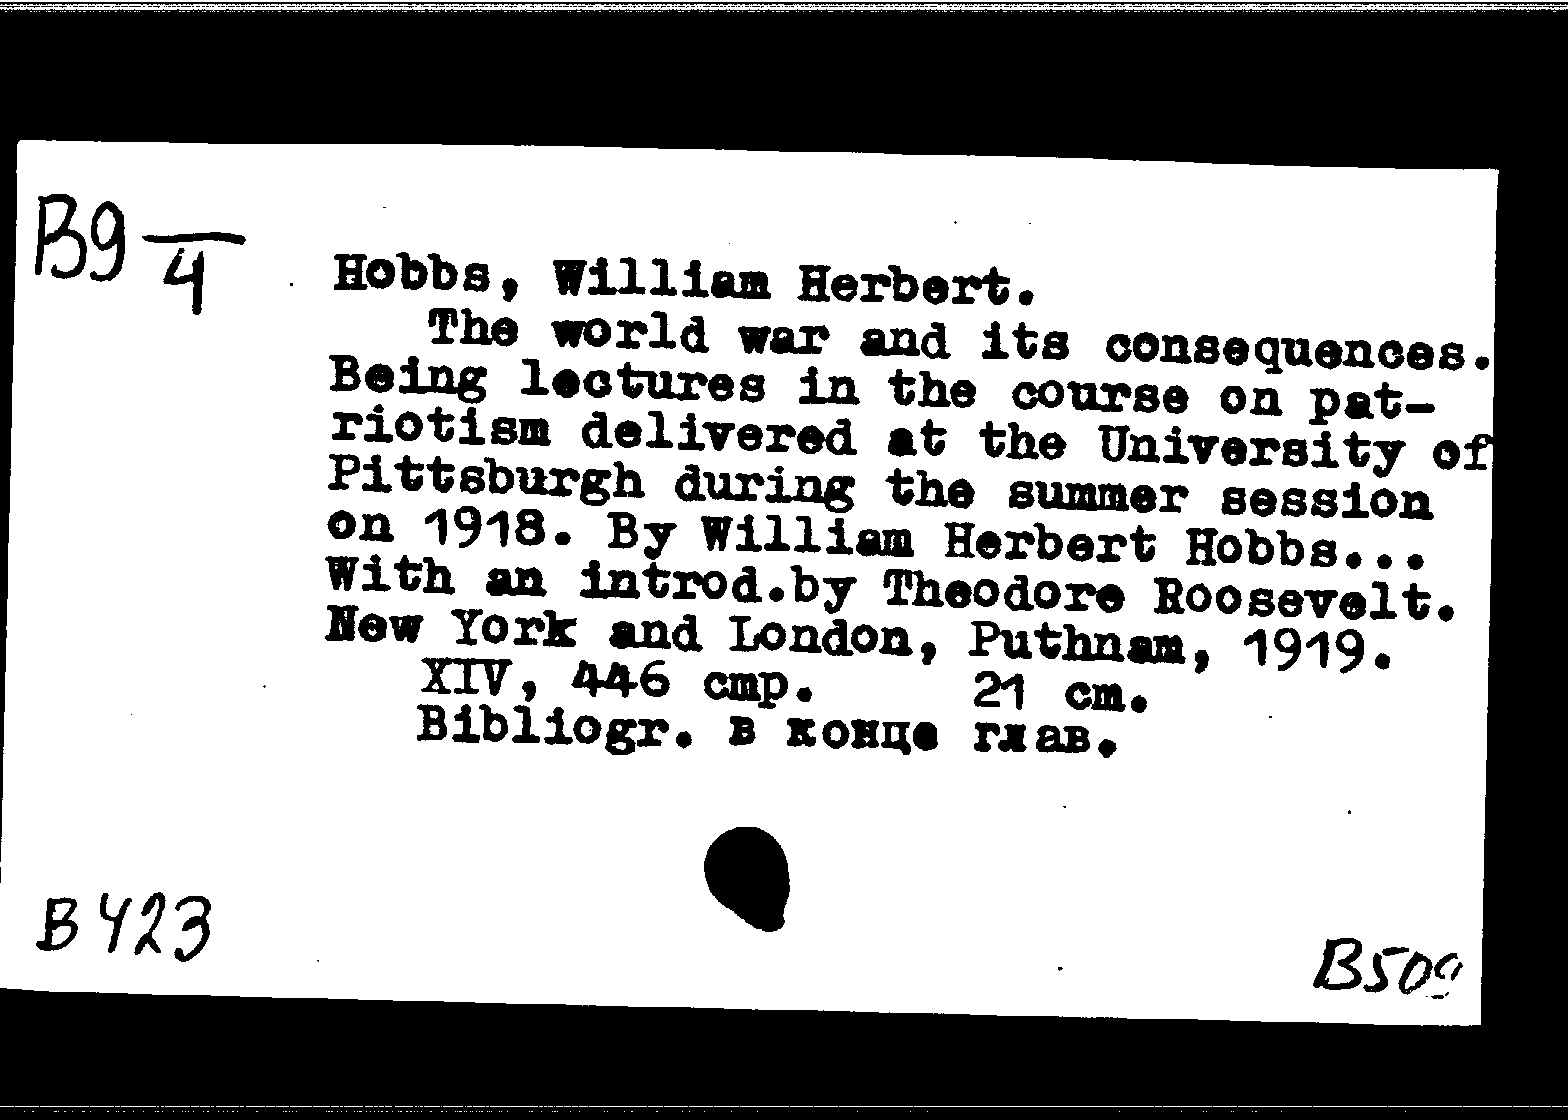 B9 —
4
Hobbs, William Herbert.
The world war and its consequences.
Being lectures in the course on pat-
riotism delivered at the University of
Pittsburgh during the summer session
on 1918. By William Herbert Hobbs...
With an introd.by Theodore Roosevelt.
New York and London, Puthnam, 1919.
XIV, 446 cmp. 21 cm.
Bibliogr. в конце глав.
B 423